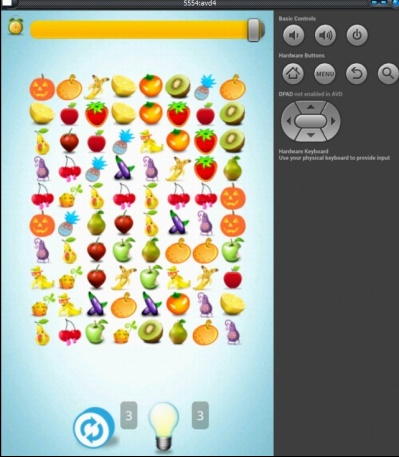 5554:avd4
Basic Controls
Hardware Buttons
MENU
DPAD not enabled in AVD
Hardware Keyboard
Use your physical keyboard to provide input
3
3